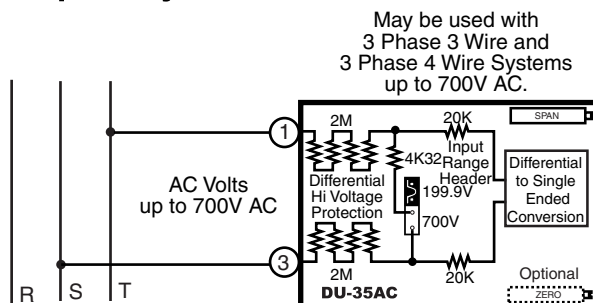 May be used with
3 Phase 3 Wire and
3 Phase 4 Wire Systems
up to 700V AC.
SPAN
1
2M
20K
4K32
Input
Range
Header
Differential
to Single
Ended
Conversion
AC Volts
up to 700V AC
Differential
Hi Voltage
Protection
199.9V
700V
3
2M
20K
DU-35AC
Optional
ZERO
R
S
T